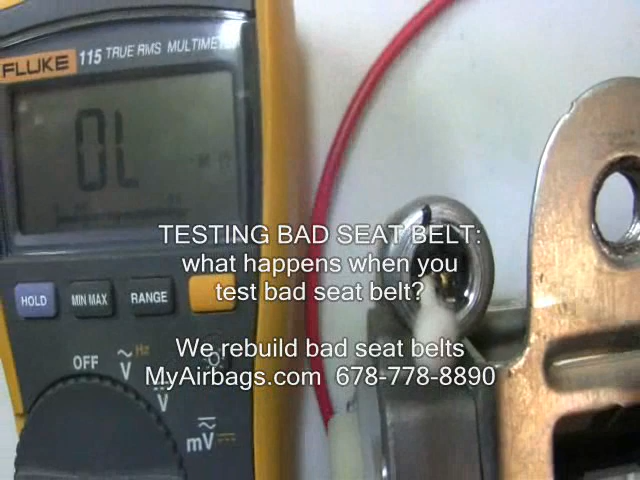 FLUKE 115 TRUE RMS MULTIMETER
OL
HOLD MIN MAX RANGE
OFF
V Hz
V
mV
TESTING BAD SEAT BELT:
what happens when you
test bad seat belt?
We rebuild bad seat belts
MyAirbags.com 678-778-8890